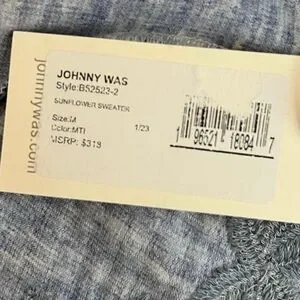 johnnywas.com
JOHNNY WAS
Style:B52523-2
SUNFLOWER SWEATER
Size:M
Color:MTI 1/23
MSRP: $318
1 96521 18084 7